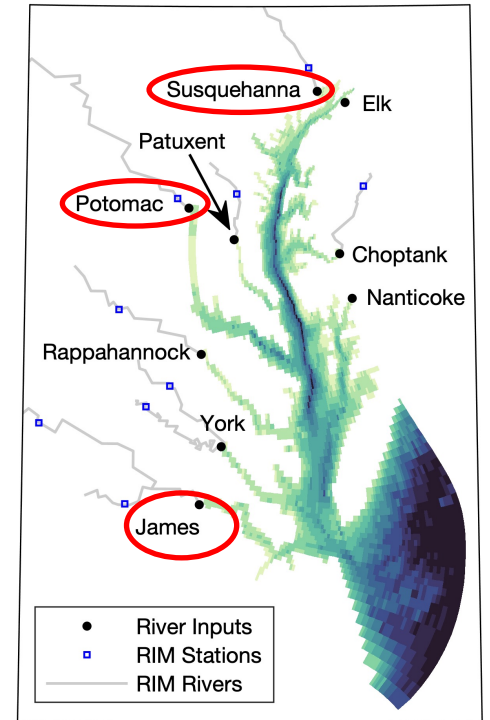 Susquehanna
Elk
Patuxent
Potomac
Choptank
Nanticoke
Rappahannock
York
James
River Inputs
RIM Stations
RIM Rivers